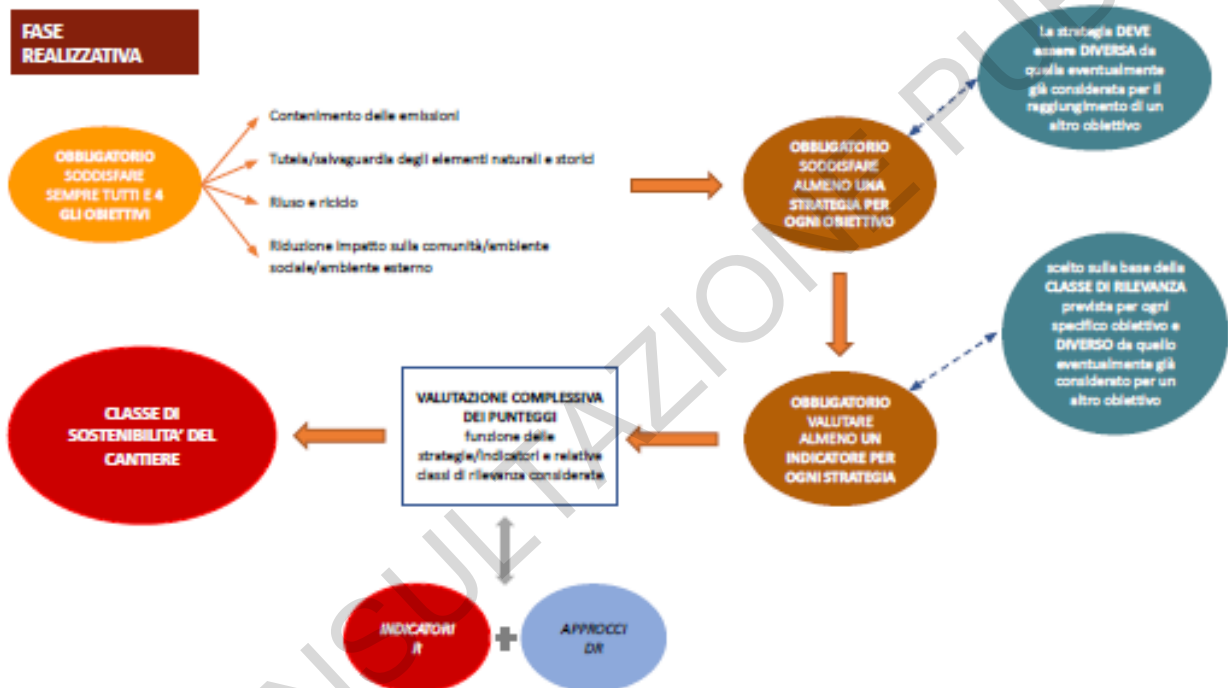 FASE
REALIZZATIVA
OBBLIGATORIO
SODDISFARE
SEMPRE TUTTI E 4
GLI OBIETTIVI
Contenimento delle emissioni
Tutela/salvaguardia degli elementi naturali e storici
Riuso e riciclo
Riduzione impatto sulla comunità/ambiente
sociale/ambiente esterno
OBBLIGATORIO
SODDISFARE
ALMENO UNA
STRATEGIA PER
OGNI OBIETTIVO
La strategia DEVE
essere DIVERSA da
quella eventualmente
già considerata per il
raggiungimento di un
altro obiettivo
scelto sulla base della
CLASSE DI RILEVANZA
prevista per ogni
specifico obiettivo e
DIVERSO da quello
eventualmente già
considerato per un
altro obiettivo
OBBLIGATORIO
VALUTARE
ALMENO UN
INDICATORE PER
OGNI STRATEGIA
VALUTAZIONE COMPLESSIVA
DEI PUNTEGGI
funzione delle
strategie/indicatori e relative
classi di rilevanza considerate
CLASSE DI
SOSTENIBILITA' DEL
CANTIERE
INDICATORI
R
APPROCCI
DR
NSULTAZIONE PUB